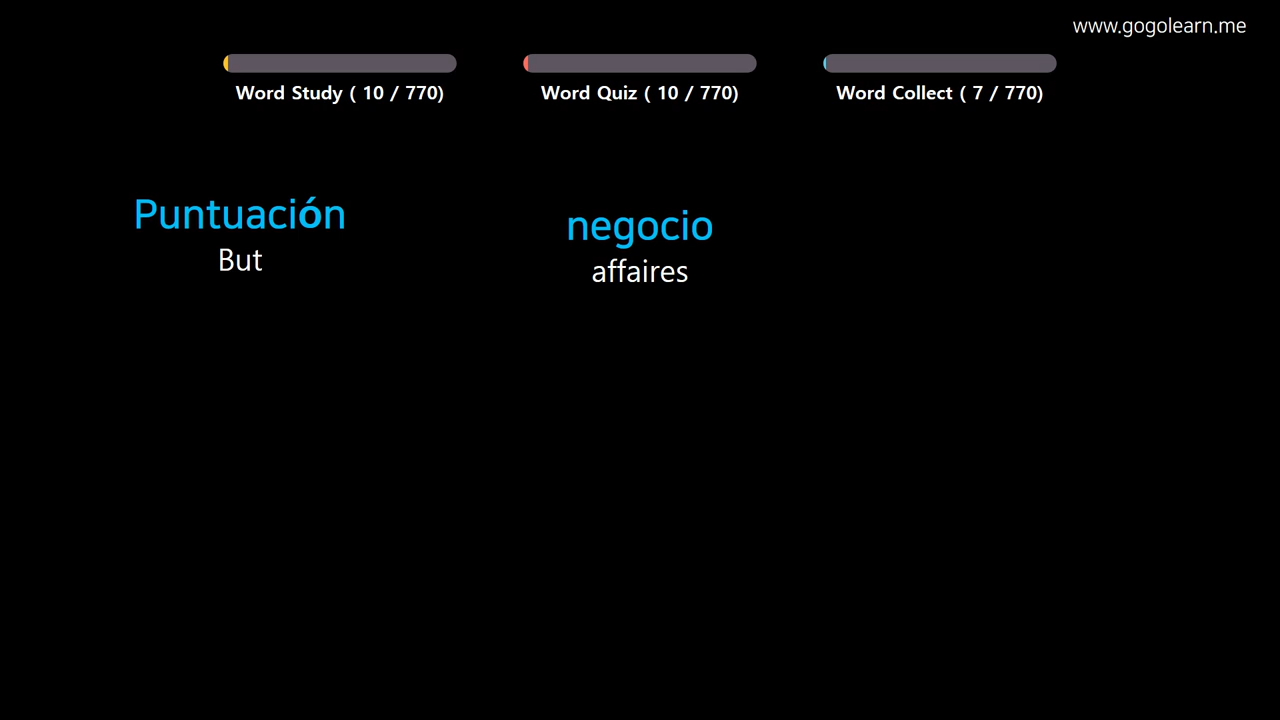 www.gogolearn.me
Word Study ( 10 / 770)
Word Quiz ( 10 / 770)
Word Collect ( 7 / 770)
Puntuación
But
negocio
affaires